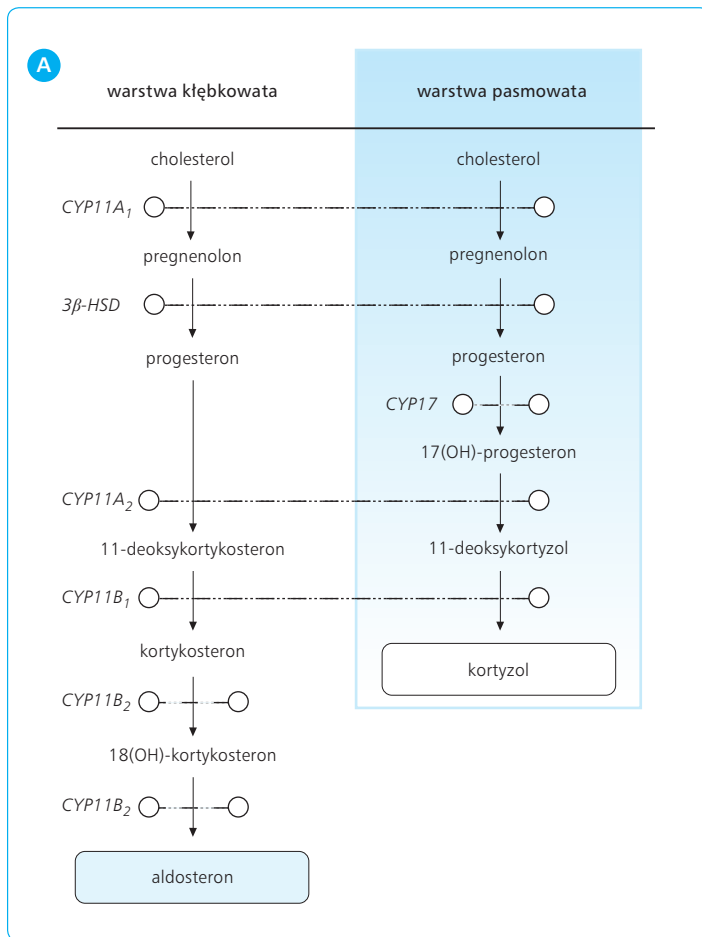 A
warstwa kłębkowata warstwa pasmowata
cholesterol cholesterol
CYP11A1
pregnenolon pregnenolon
3β-HSD
progesteron progesteron
CYP17
17(OH)-progesteron
CYP11A2
11-deoksykortykosteron 11-deoksykortyzol
CYP11B1
kortykosteron kortyzol
CYP11B2
18(OH)-kortykosteron
CYP11B2
aldosteron